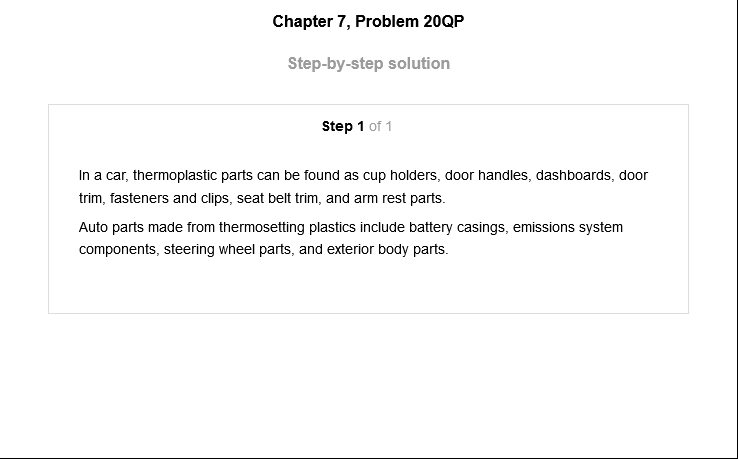 Chapter 7, Problem 20QP
Step-by-step solution
Step 1 of 1
In a car, thermoplastic parts can be found as cup holders, door handles, dashboards, door
trim, fasteners and clips, seat belt trim, and arm rest parts.
Auto parts made from thermosetting plastics include battery casings, emissions system
components, steering wheel parts, and exterior body parts.